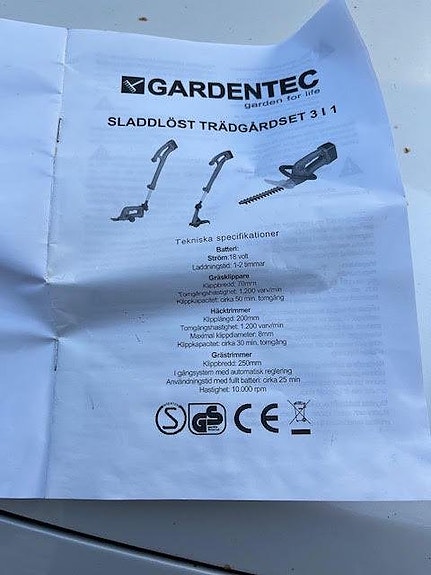 GARDENTEC
garden for life
SLADDLÖST TRÄDGÅRDSET 3 I 1
Tekniska specifikationer
Batteri:
Ström:18 volt
Laddningstid: 1-2 timmar
Gräsklippare
Klippbredd: 70mm
Tomgångshastighet: 1.200 varv/min
Klippkapacitet: cirka 50 min. tomgång
Häcktrimmer
Klipplängd: 200mm
Tomgångshastighet: 1.200 varv/min
Maximal klippdiameter: 8mm
Klippkapacitet: cirka 30 min. tomgång
Grästrimmer
Klippbredd: 250mm
I gångsystem med automatisk reglering
Användningstid med fullt batteri: cirka 25 min
Hastighet: 10.000 rpm
S GS CE